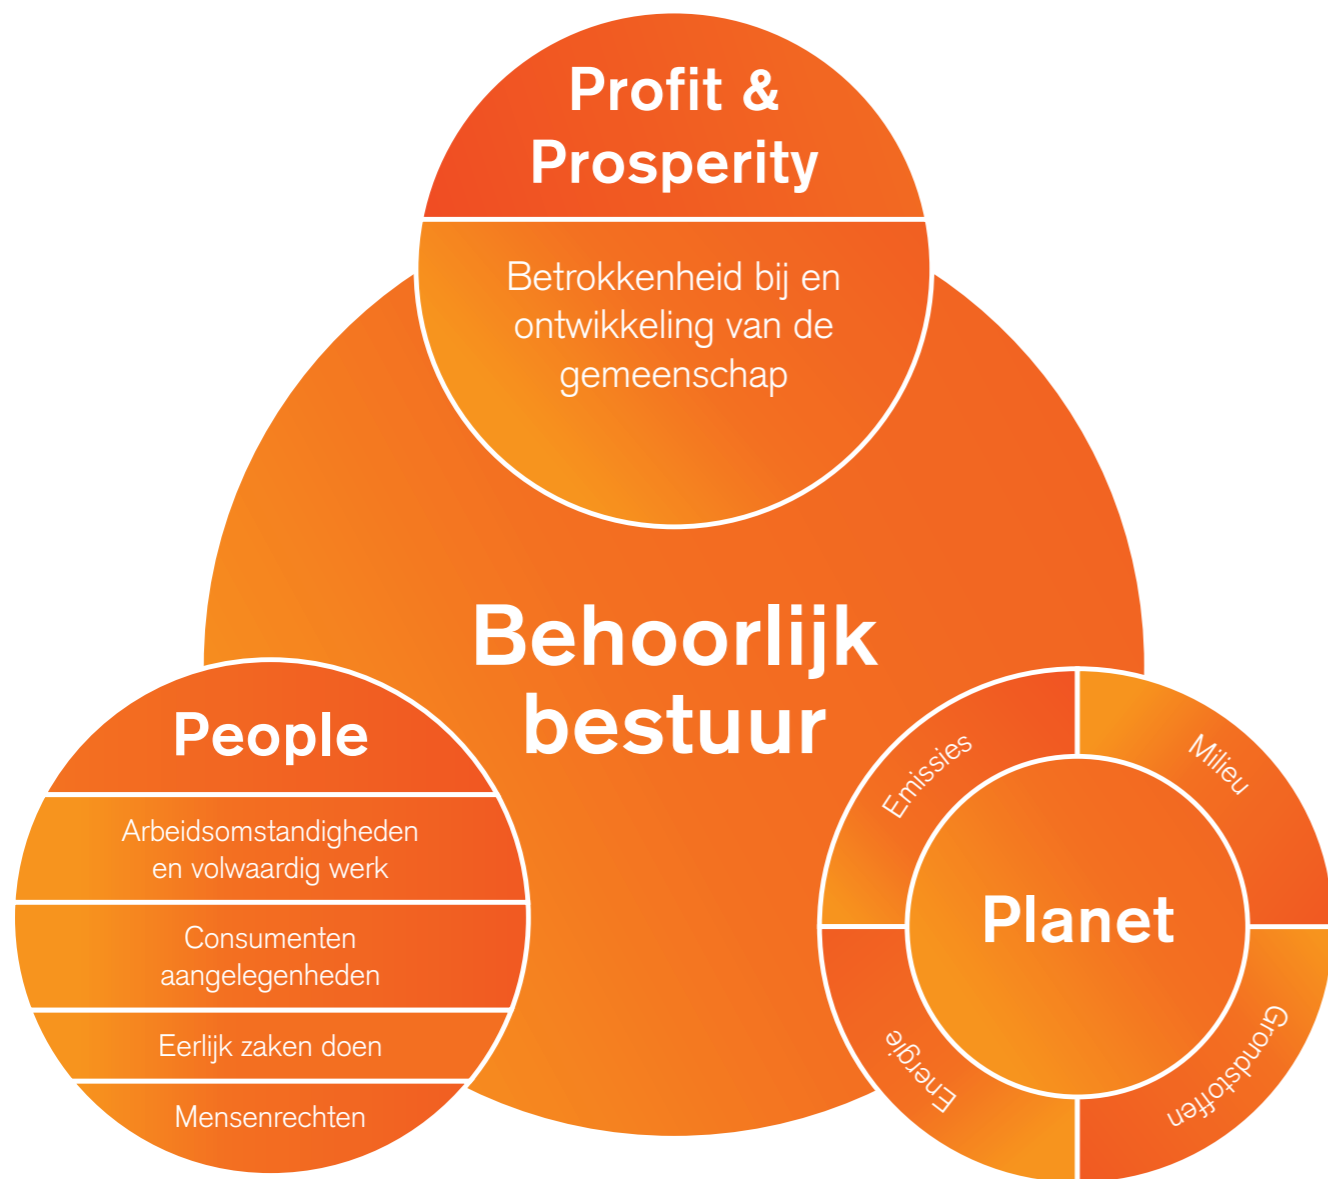 Profit &
Prosperity
Betrokkenheid bij en
ontwikkeling van de
gemeenschap
Behoorlijk
bestuur
People
Arbeidsomstandigheden
en volwaardig werk
Consumenten
aangelegenheden
Eerlijk zaken doen
Mensenrechten
Emissies
Milieu
Planet
Energie
Grondstoffen